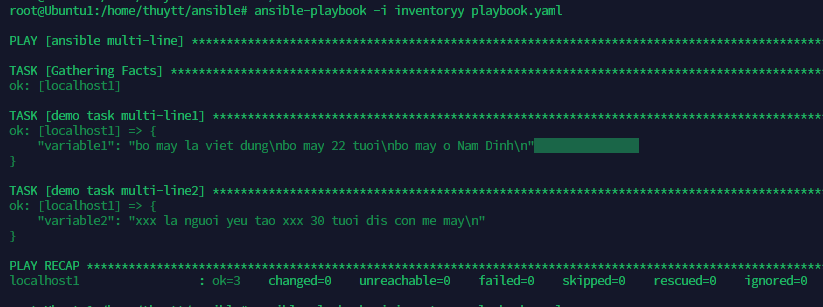 root@Ubuntu1:/home/thuytt/ansible# ansible-playbook -i inventoryy playbook.yaml
PLAY [ansible multi-line] ******************************************************************************************
TASK [Gathering Facts] *********************************************************************************************
ok: [localhost1]
TASK [demo task multi-line1] ***************************************************************************************
ok: [localhost1] => {
    "variable1": "bo may la viet dung\nbo may 22 tuoi\nbo may o Nam Dinh\n"
}
TASK [demo task multi-line2] ***************************************************************************************
ok: [localhost1] => {
    "variable2": "xxx la nguoi yeu tao xxx 30 tuoi dis con me may\n"
}
PLAY RECAP *********************************************************************************************************
localhost1                 : ok=3    changed=0    unreachable=0    failed=0    skipped=0    rescued=0    ignored=0